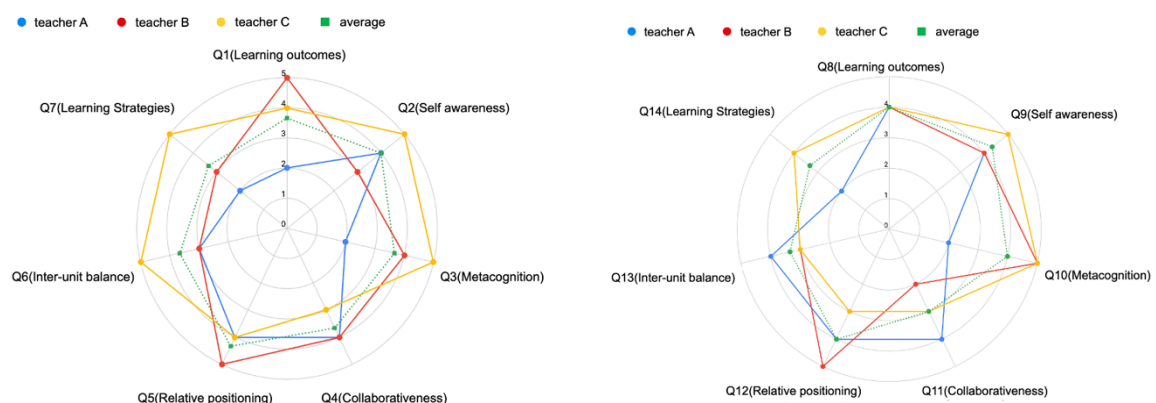 teacher A teacher B teacher C average
Q1(Learning outcomes)
5
Q7(Learning Strategies)
Q2(Self awareness)
4
3
2
1
0
Q6(Inter-unit balance)
Q3(Metacognition)
Q5(Relative positioning)
Q4(Collaborativeness)
teacher A teacher B teacher C average
Q8(Learning outcomes)
5
Q14(Learning Strategies)
Q9(Self awareness)
4
3
2
1
0
Q13(Inter-unit balance)
Q10(Metacognition)
Q12(Relative positioning)
Q11(Collaborativeness)